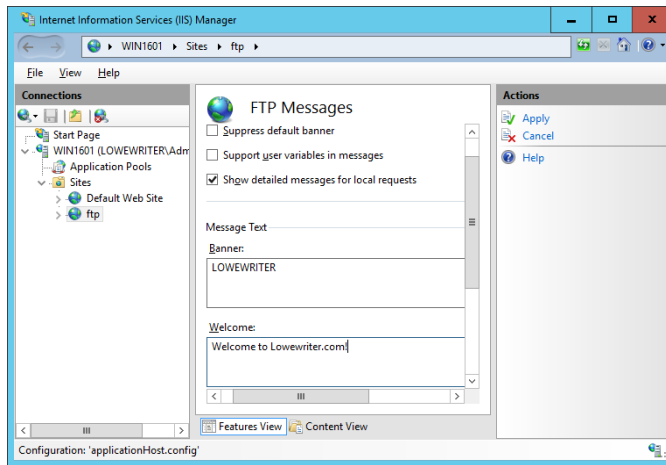 Internet Information Services (IIS) Manager
WIN1601 Sites ftp
File View Help
Connections
Start Page
WIN1601 (LOWEWRITER\Adm
Application Pools
Sites
Default Web Site
ftp
FTP Messages
Suppress default banner
Support user variables in messages
Show detailed messages for local requests
Message Text
Banner:
LOWEWRITER
Welcome:
Welcome to Lowewriter.com!
Features View Content View
Actions
Apply
Cancel
Help
Configuration: 'applicationHost.config'